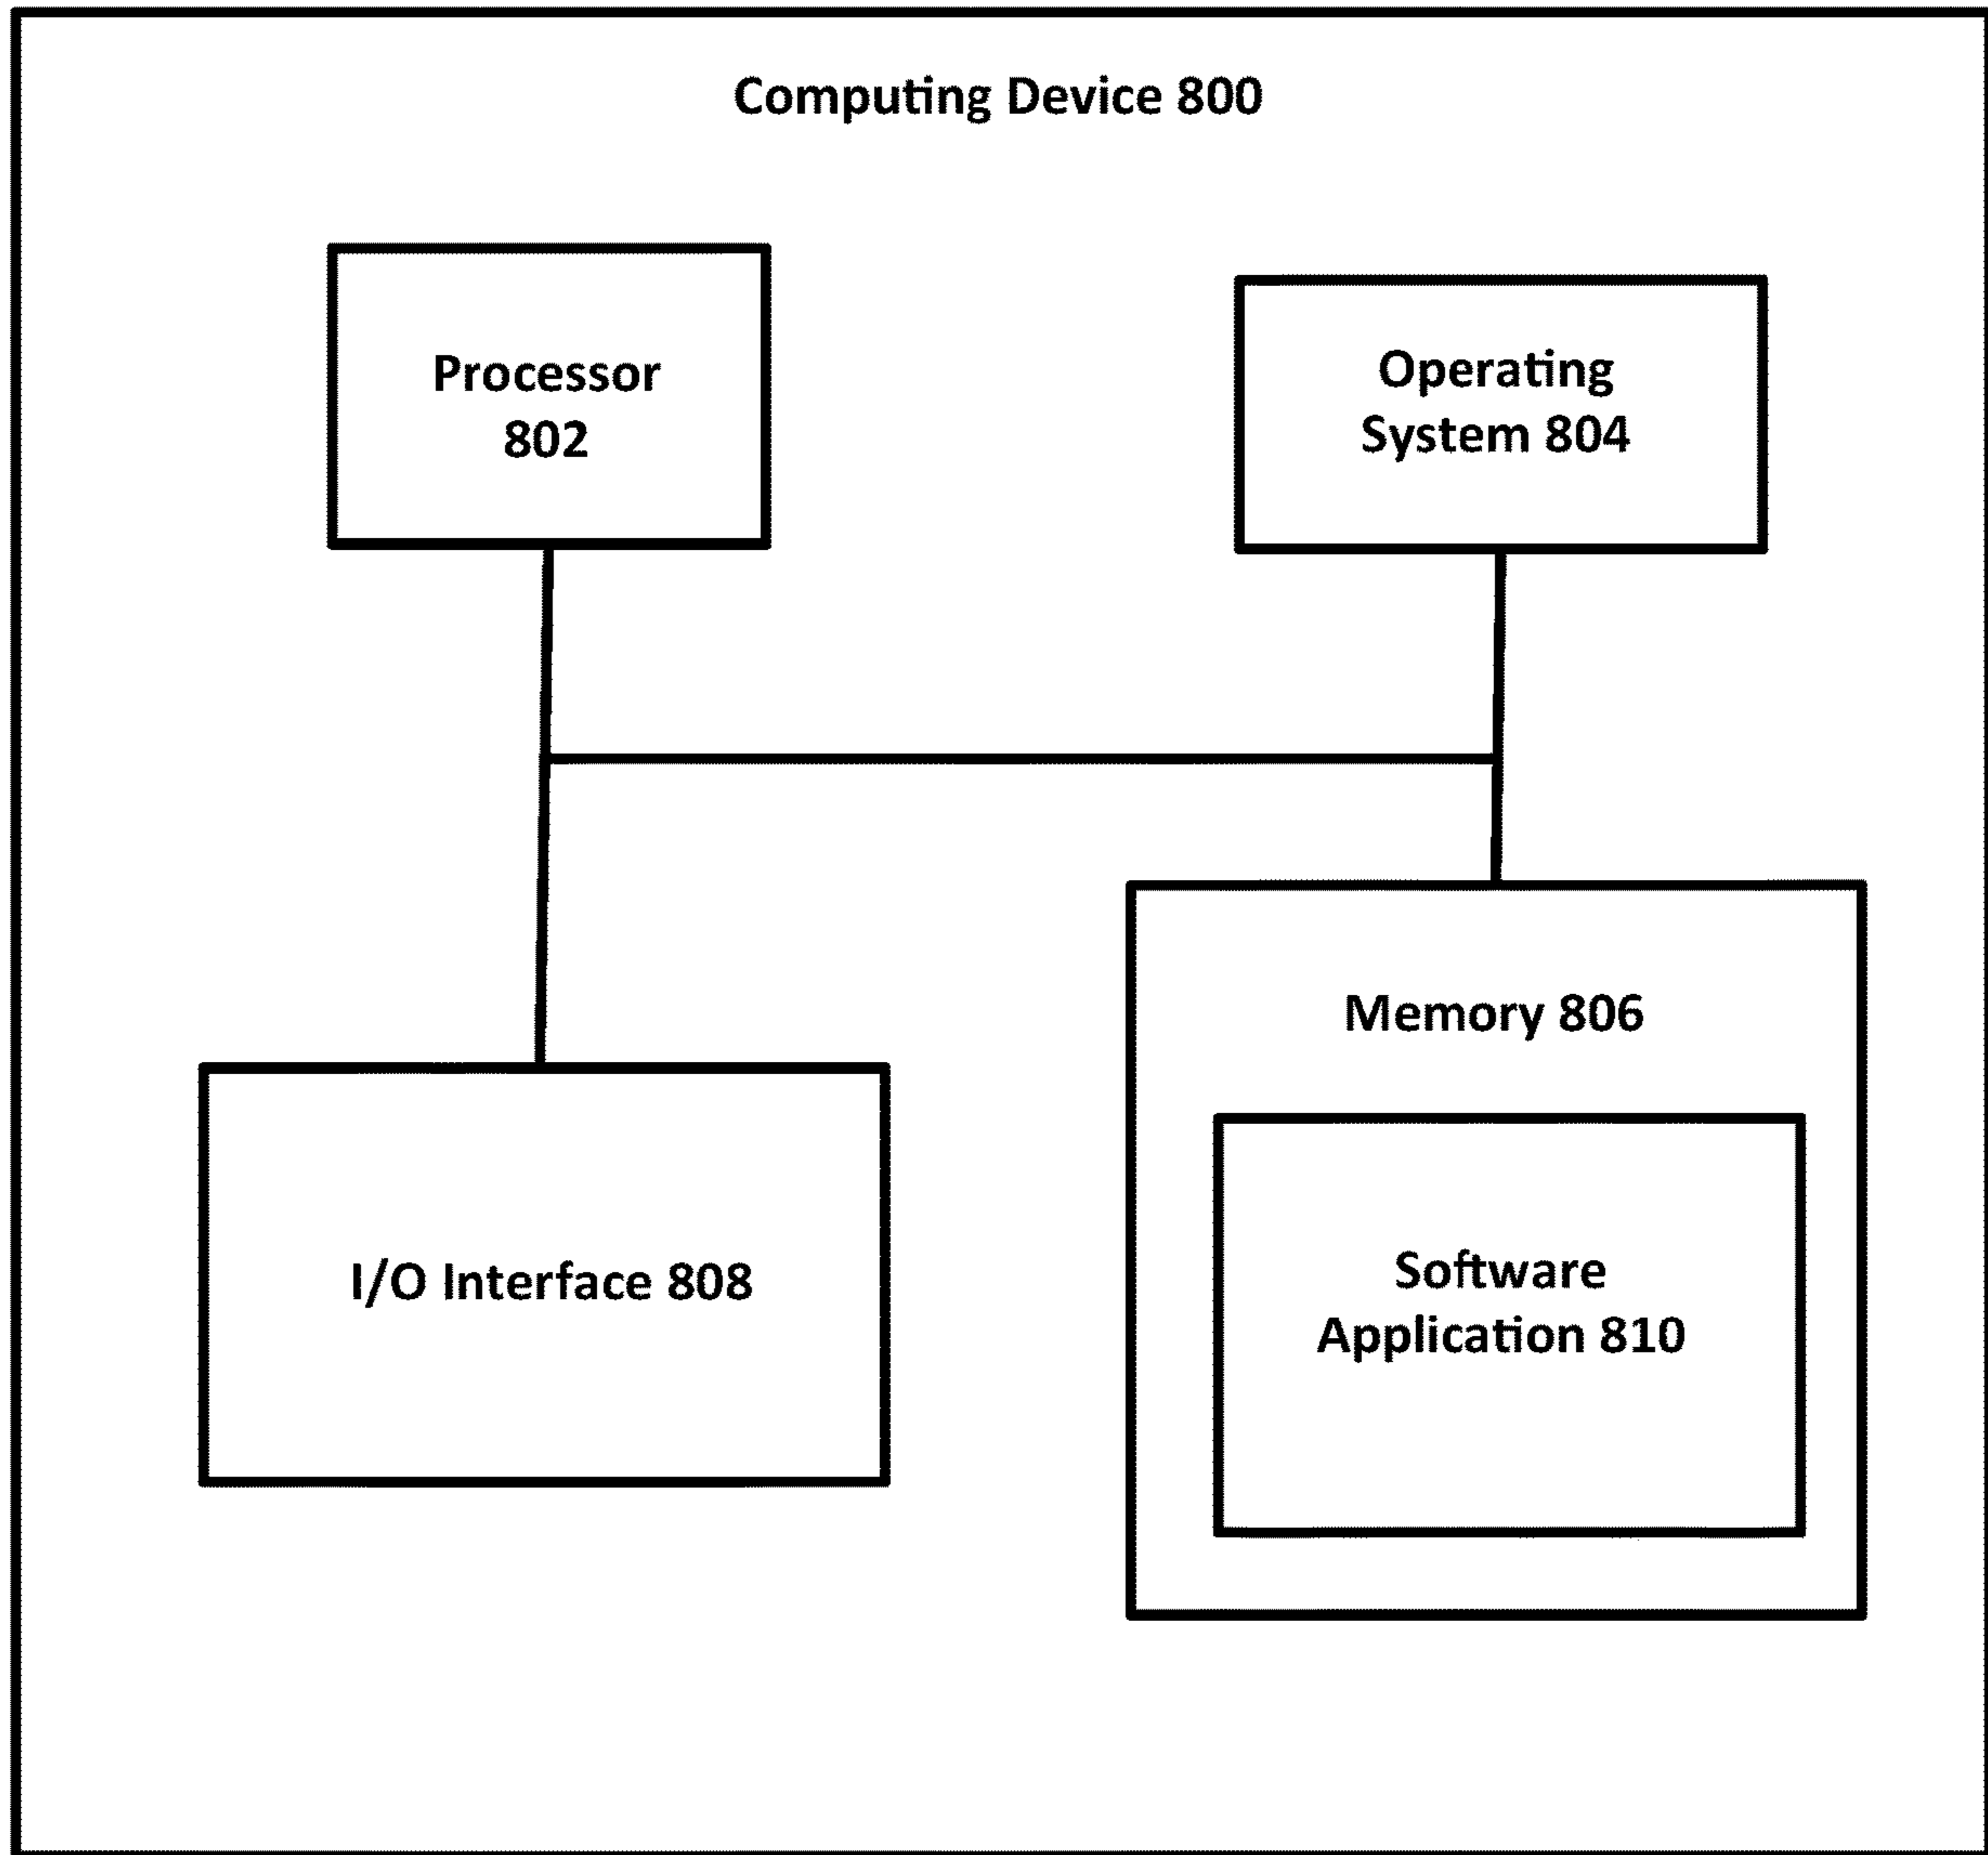 Computing Device 800
Processor
802
Operating
System 804
Memory 806
I/O Interface 808
Software
Application 810